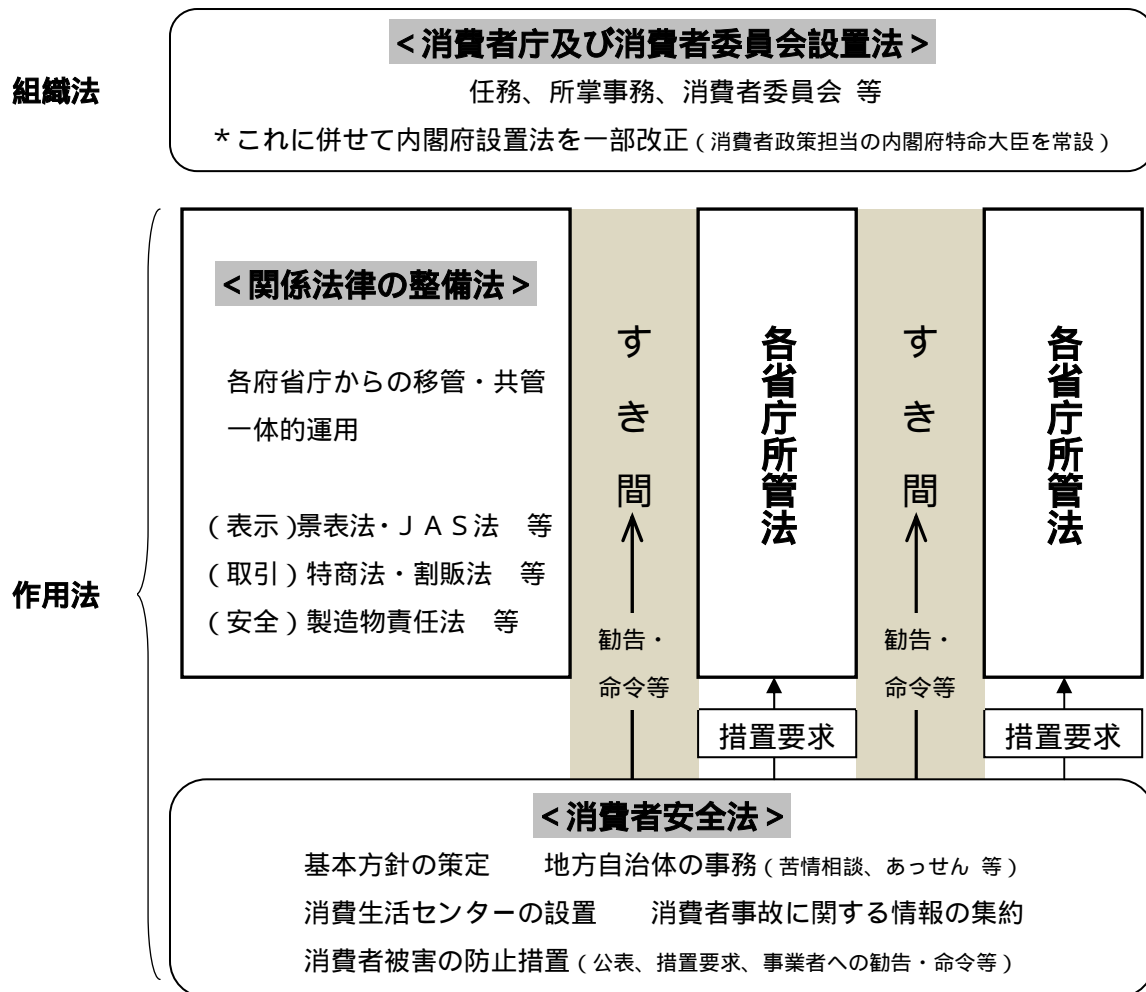 組織法
<消費者庁及び消費者委員会設置法>
任務、所掌事務、消費者委員会 等
*これに併せて内閣府設置法を一部改正(消費者政策担当の内閣府特命大臣を常設)
作用法
<関係法律の整備法>
各府省庁からの移管・共管
一体的運用
(表示)景表法・JAS法 等
(取引)特商法・割販法 等
(安全)製造物責任法 等
すき間
勧告・
命令等
各省庁所管法
措置要求
すき間
勧告・
命令等
各省庁所管法
措置要求
<消費者安全法>
基本方針の策定 地方自治体の事務(苦情相談、あっせん 等)
消費生活センターの設置 消費者事故に関する情報の集約
消費者被害の防止措置(公表、措置要求、事業者への勧告・命令等)